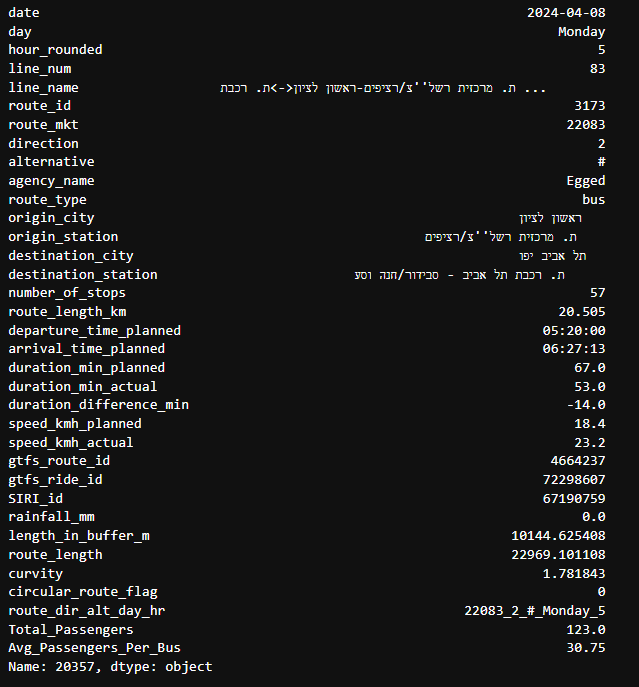 date 2024-04-08
day Monday
hour_rounded 5
line_num 83
line_name ת. מרכזית רשל''צ/רציפים-ראשון לציון<->ת. רכבת ...
route_id 3173
route_mkt 22083
direction 2
alternative #
agency_name Egged
route_type bus
origin_city ראשון לציון
origin_station ת. מרכזית רשל''צ/רציפים
destination_city תל אביב יפו
destination_station ת. רכבת תל אביב - סבידור/חנה וסע
number_of_stops 57
route_length_km 20.505
departure_time_planned 05:20:00
arrival_time_planned 06:27:13
duration_min_planned 67.0
duration_min_actual 53.0
duration_difference_min -14.0
speed_kmh_planned 18.4
speed_kmh_actual 23.2
gtfs_route_id 4664237
gtfs_ride_id 72298607
SIRI_id 67190759
rainfall_mm 0.0
length_in_buffer_m 10144.625408
route_length 22969.101108
curvity 1.781843
circular_route_flag 0
route_dir_alt_day_hr 22083_2_#_Monday_5
Total_Passengers 123.0
Avg_Passengers_Per_Bus 30.75
Name: 20357, dtype: object